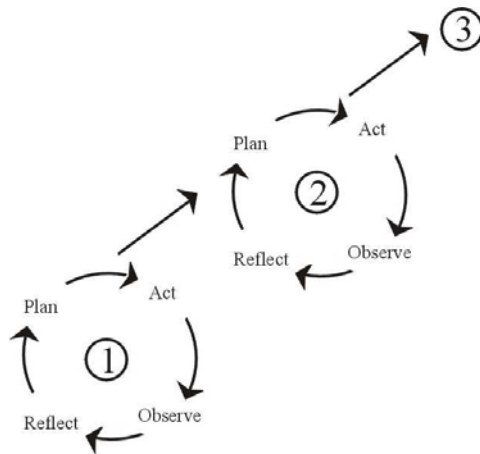 ③
Plan
Act
②
Reflect
Observe
Plan
Act
①
Reflect
Observe